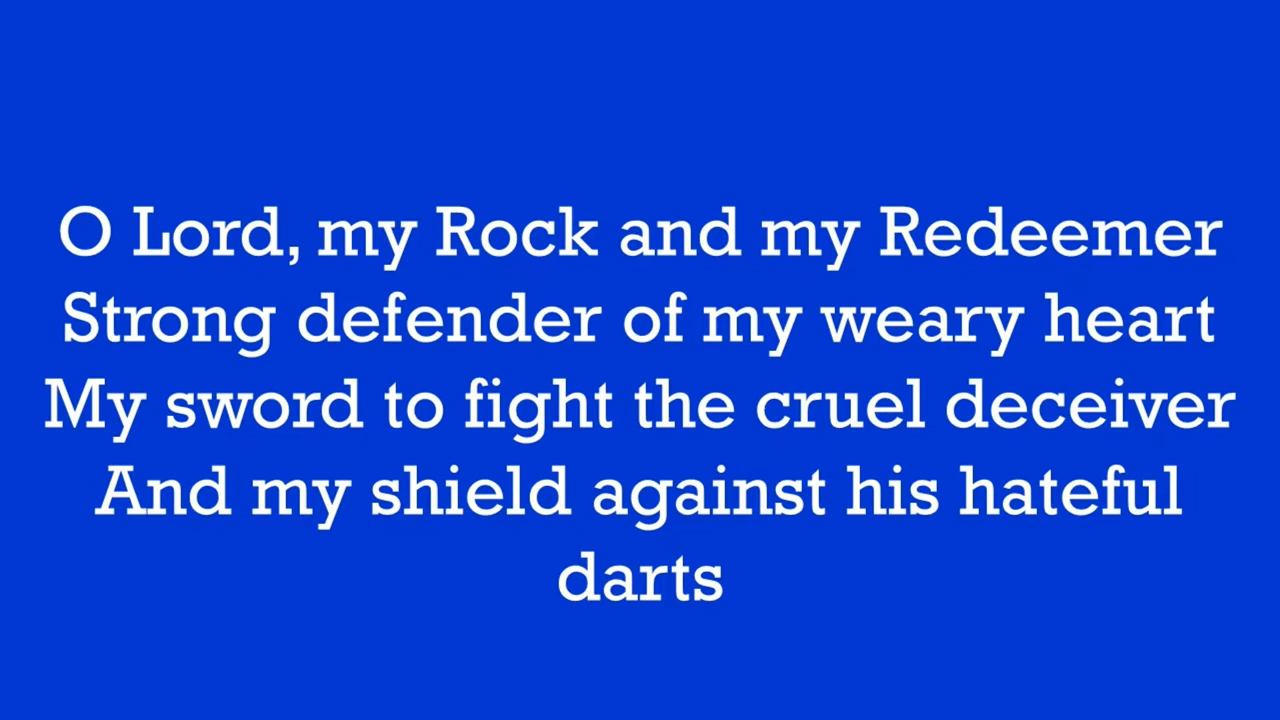 O Lord, my Rock and my Redeemer
Strong defender of my weary heart
My sword to fight the cruel deceiver
And my shield against his hateful
darts